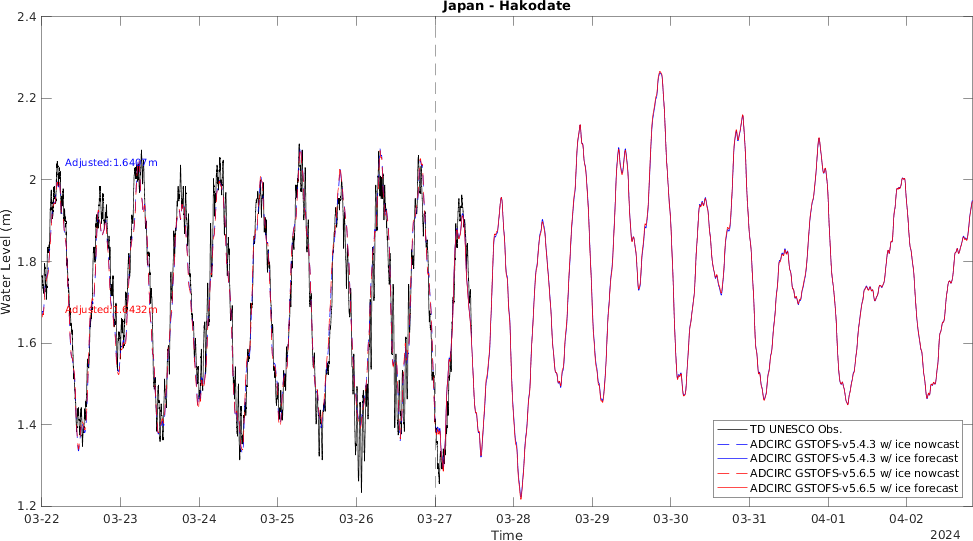 Japan - Hakodate
Water Level (m)
2.4
2.2
2
1.8
1.6
1.4
1.2
Adjusted:1.6407m
Adjusted:1.6432m
TD UNESCO Obs.
ADCIRC GSTOFS-v5.4.3 w/ ice nowcast
ADCIRC GSTOFS-v5.4.3 w/ ice forecast
ADCIRC GSTOFS-v5.6.5 w/ ice nowcast
ADCIRC GSTOFS-v5.6.5 w/ ice forecast
03-22 03-23 03-24 03-25 03-26 03-27 03-28 03-29 03-30 03-31 04-01 04-02
Time
2024